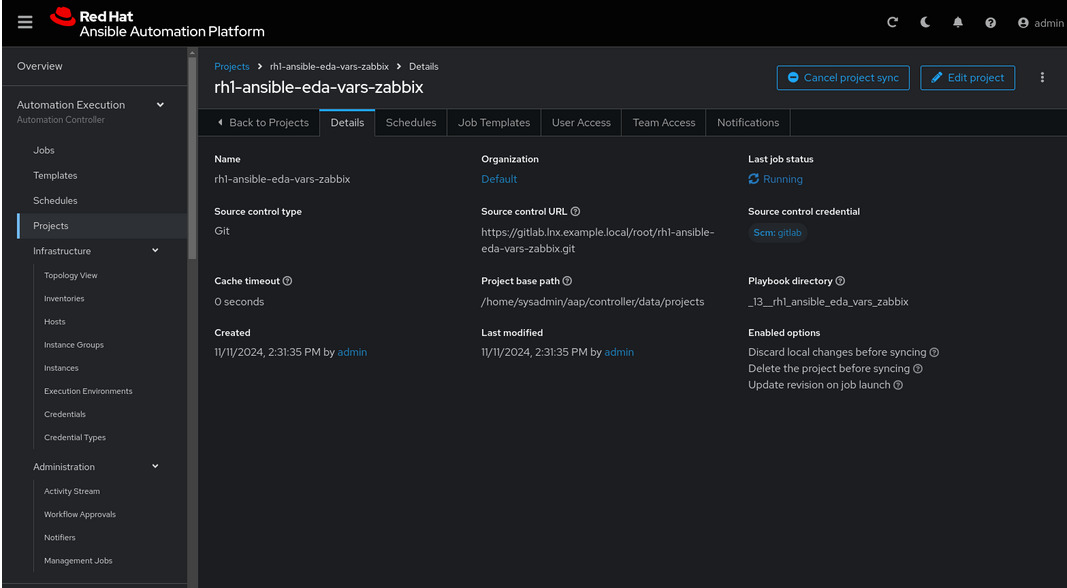 Red Hat
Ansible Automation Platform
admin
Overview
Automation Execution
Automation Controller
Jobs
Templates
Schedules
Projects
Infrastructure
Topology View
Inventories
Hosts
Instance Groups
Instances
Execution Environments
Credentials
Credential Types
Administration
Activity Stream
Workflow Approvals
Notifiers
Management Jobs
Projects > rh1-ansible-eda-vars-zabbix > Details
rh1-ansible-eda-vars-zabbix
Cancel project sync
Edit project
Back to Projects
Details
Schedules
Job Templates
User Access
Team Access
Notifications
Name
rh1-ansible-eda-vars-zabbix
Organization
Default
Last job status
Running
Source control type
Git
Source control URL
https://gitlab.lnx.example.local/root/rh1-ansible-
eda-vars-zabbix.git
Source control credential
Scm: gitlab
Cache timeout
0 seconds
Project base path
/home/sysadmin/aap/controller/data/projects
Playbook directory
_13__rh1_ansible_eda_vars_zabbix
Created
11/11/2024, 2:31:35 PM by admin
Last modified
11/11/2024, 2:31:35 PM by admin
Enabled options
Discard local changes before syncing
Delete the project before syncing
Update revision on job launch